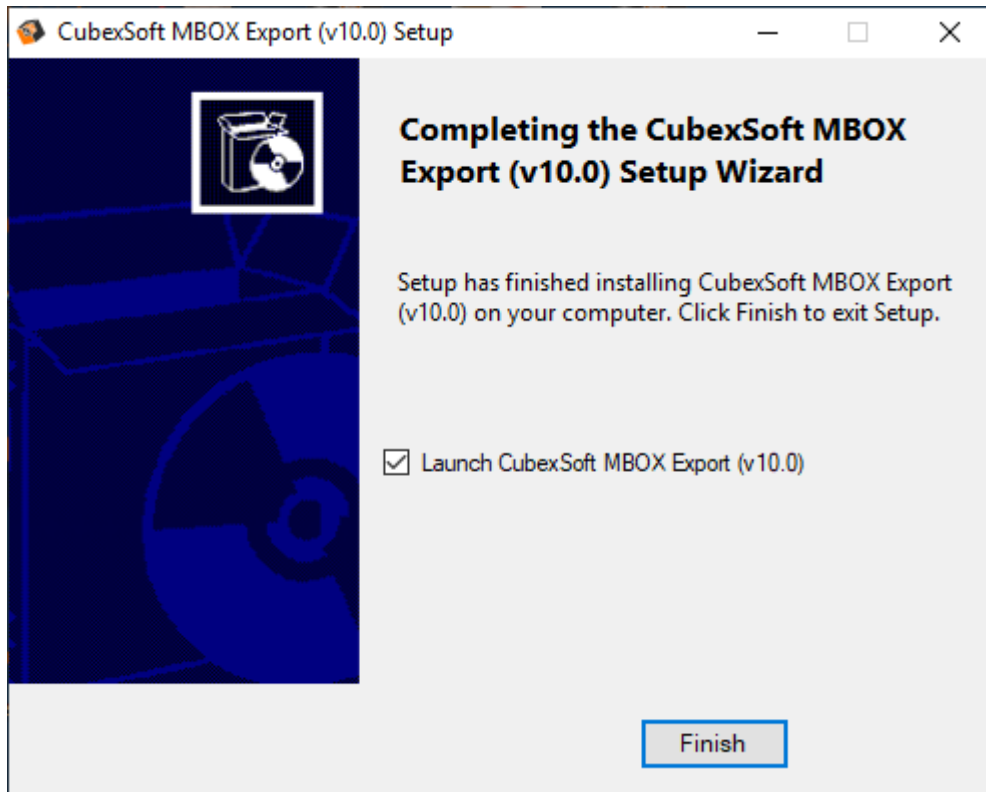 CubexSoft MBOX Export (v10.0) Setup
Completing the CubexSoft MBOX
Export (v10.0) Setup Wizard
Setup has finished installing CubexSoft MBOX Export
(v10.0) on your computer. Click Finish to exit Setup.
Launch CubexSoft MBOX Export (v10.0)
Finish